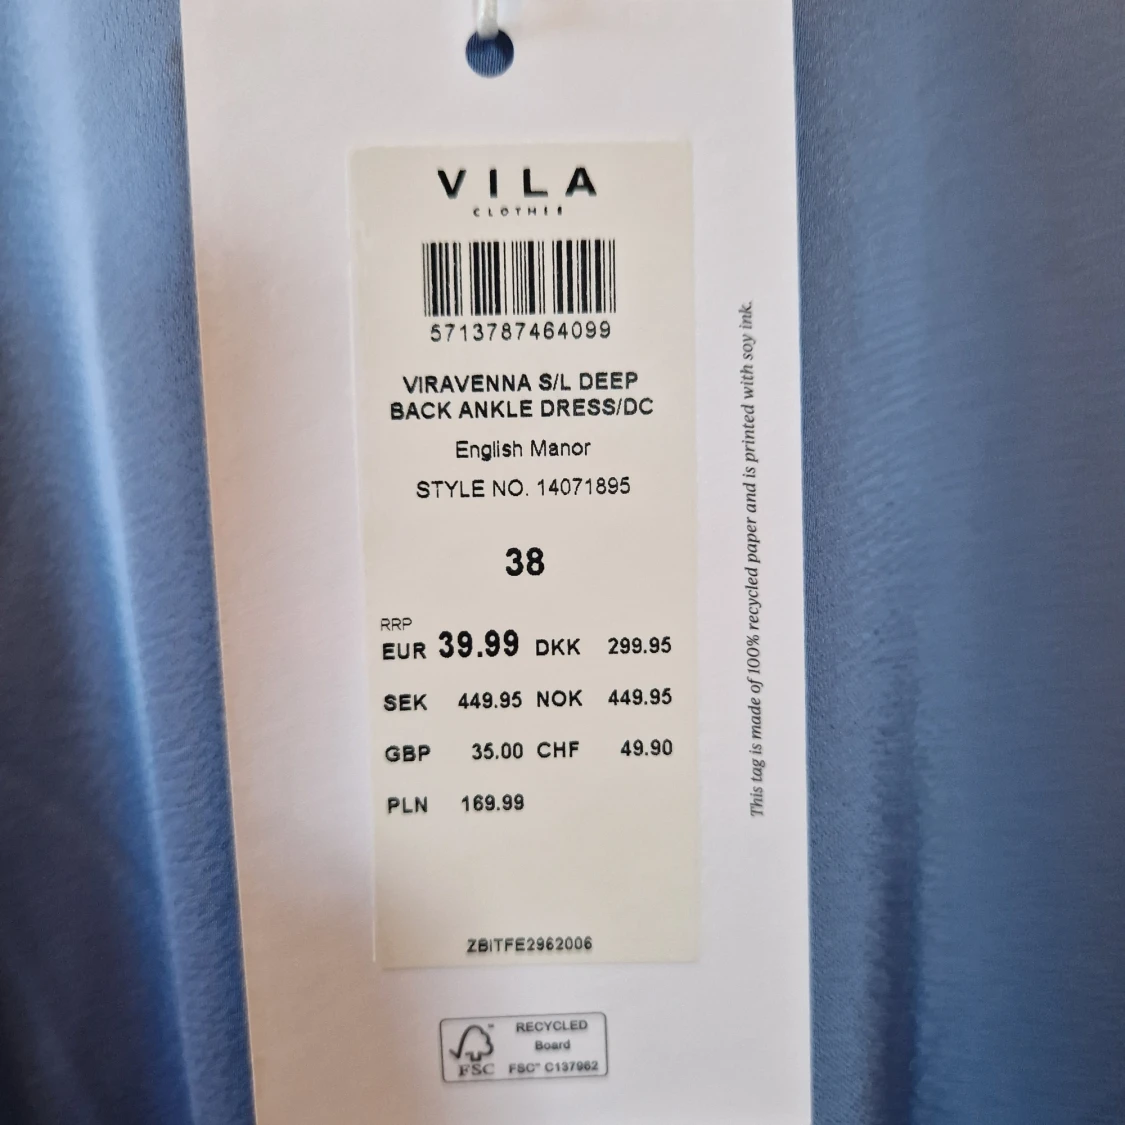 VILA
CLOTHES
5713787464099
VIRAVENNA S/L DEEP
BACK ANKLE DRESS/DC
English Manor
STYLE NO. 14071895
38
RRP
EUR 39.99 DKK 299.95
SEK 449.95 NOK 449.95
GBP 35.00 CHF 49.90
PLN 169.99
ZBITFE2962006
This tag is made of 100% recycled paper and is printed with soy ink.
RECYCLED
Board
FSC FSC™ C137962